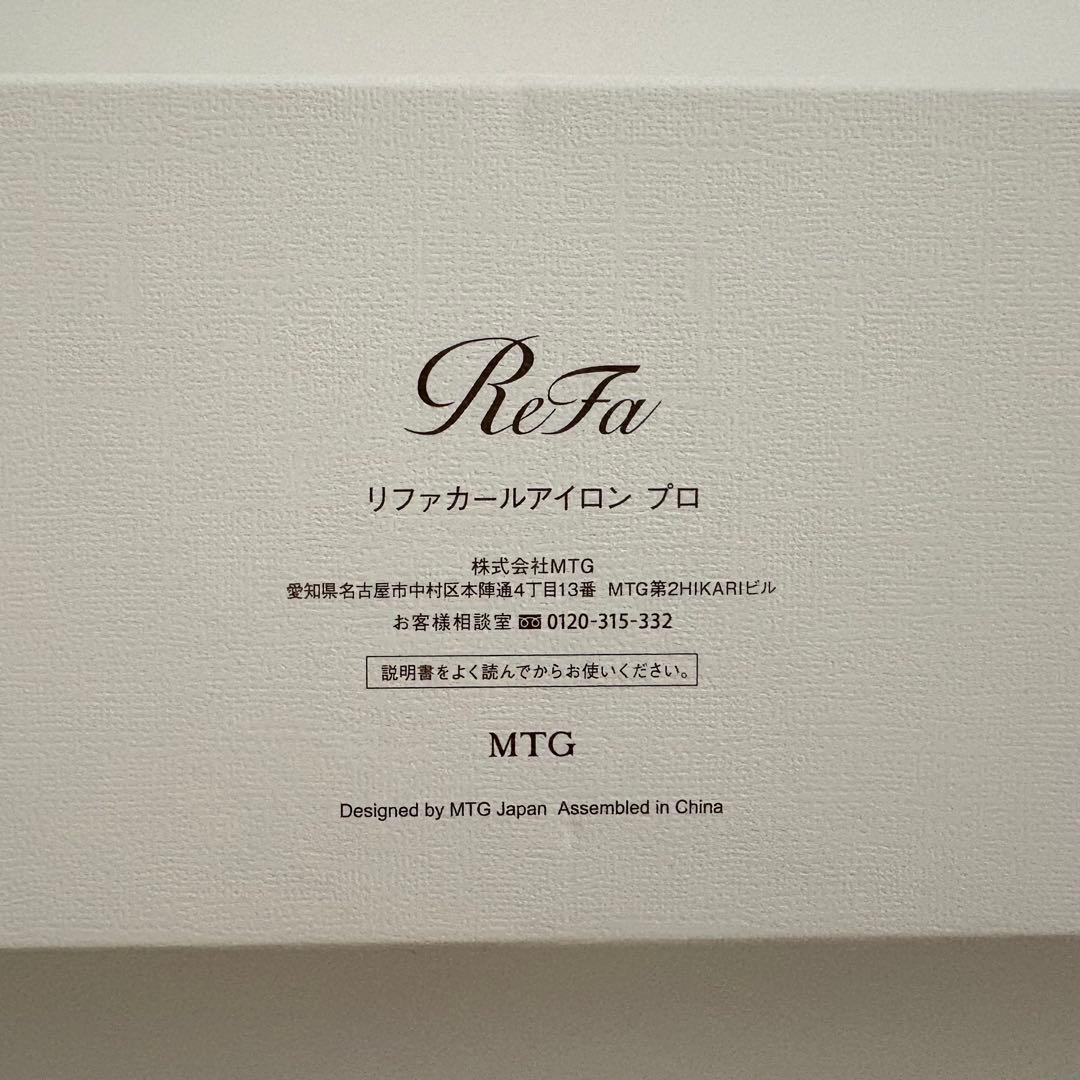 ReFa
リファカールアイロン プロ
株式会社MTG
愛知県名古屋市中村区本陣通4丁目13番 MTG第2HIKARIビル
お客様相談室 0120-315-332
説明書をよく読んでからお使いください。
MTG
Designed by MTG Japan Assembled in China